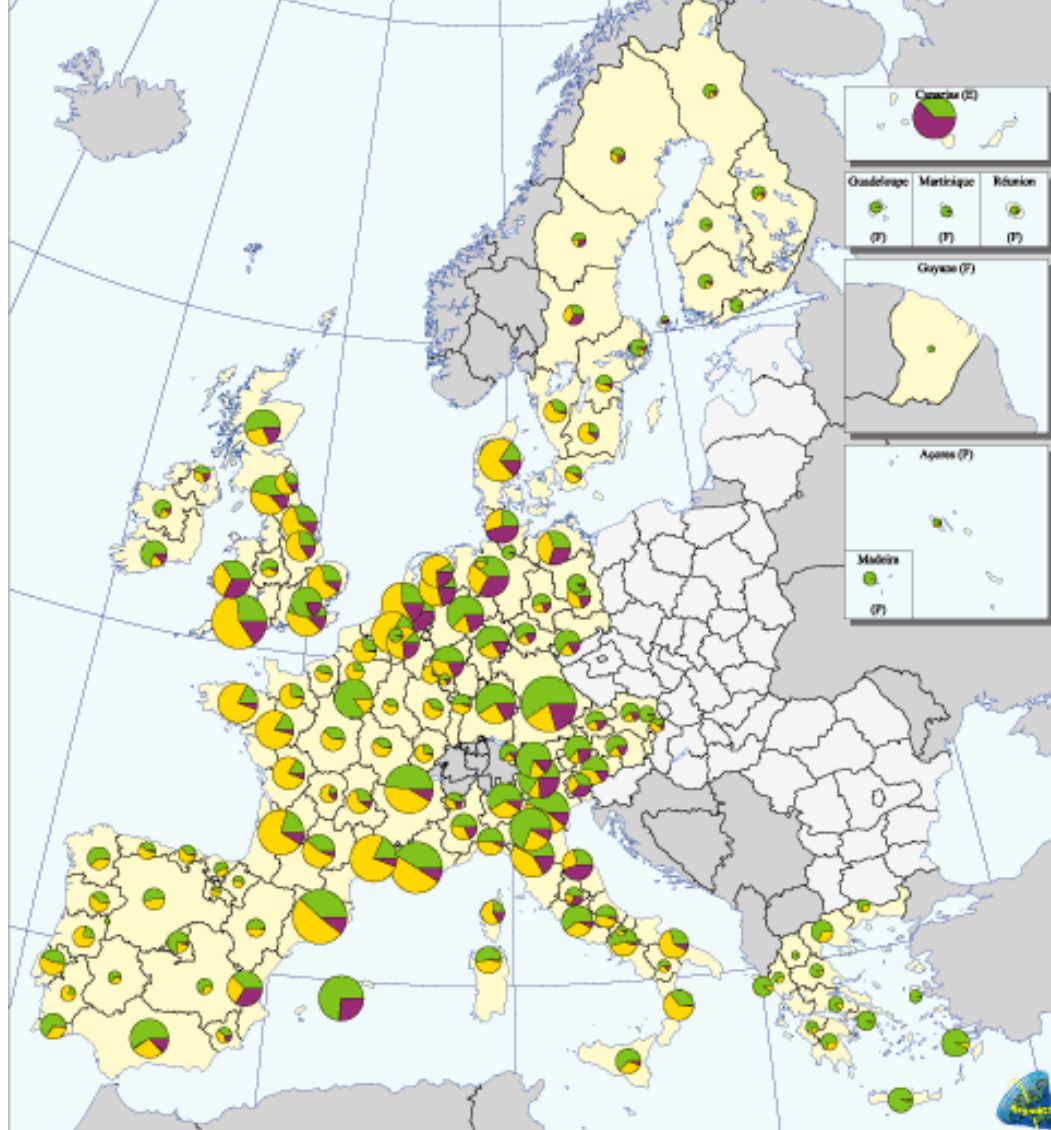 Canarias (E)
Guadeloupe
Martinique
Réunion
(F)
(F)
(F)
Guyane (F)
Açores (P)
Madeira
(P)